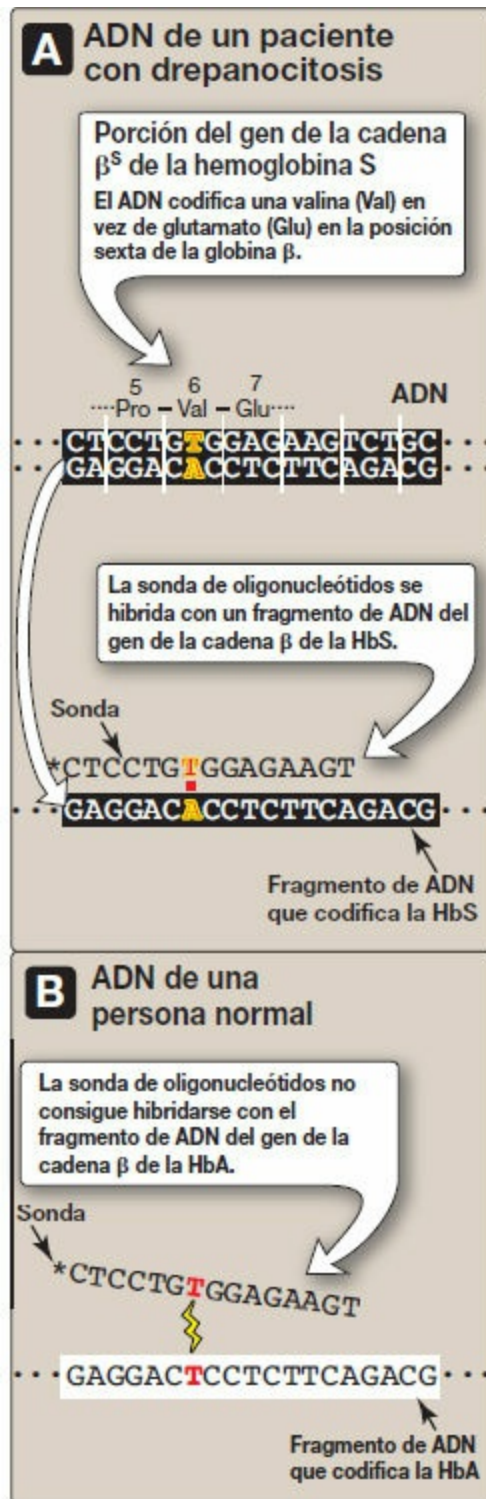 A ADN de un paciente
con drepanocitosis
Porción del gen de la cadena
βS de la hemoglobina S
El ADN codifica una valina (Val) en
vez de glutamato (Glu) en la posición
sexta de la globina β.
5 6 7
····Pro – Val – Glu····
ADN
···CTCCTGTGGAGAAGTCTGC···
···GAGGACACCTCTTCAGACG···
La sonda de oligonucleótidos se
hibrida con un fragmento de ADN del
gen de la cadena β de la HbS.
Sonda
*CTCCTGTGGAGAAGT
···GAGGACACCTCTTCAGACG···
Fragmento de ADN
que codifica la HbS
B ADN de una
persona normal
La sonda de oligonucleótidos no
consigue hibridarse con el
fragmento de ADN del gen de la
cadena β de la HbA.
Sonda
*CTCCTGTGGAGAAGT
···GAGGACTCCTCTTCAGACG···
Fragmento de ADN
que codifica la HbA